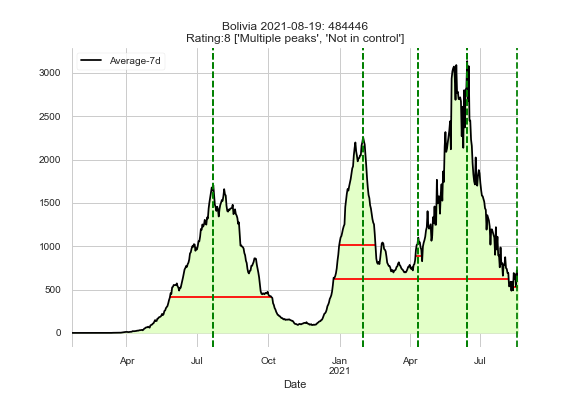 Bolivia 2021-08-19: 484446
Rating:8 ['Multiple peaks', 'Not in control']
Average-7d
3000
2500
2000
1500
1000
500
0
Apr Jul Oct Jan Apr Jul
2021
Date